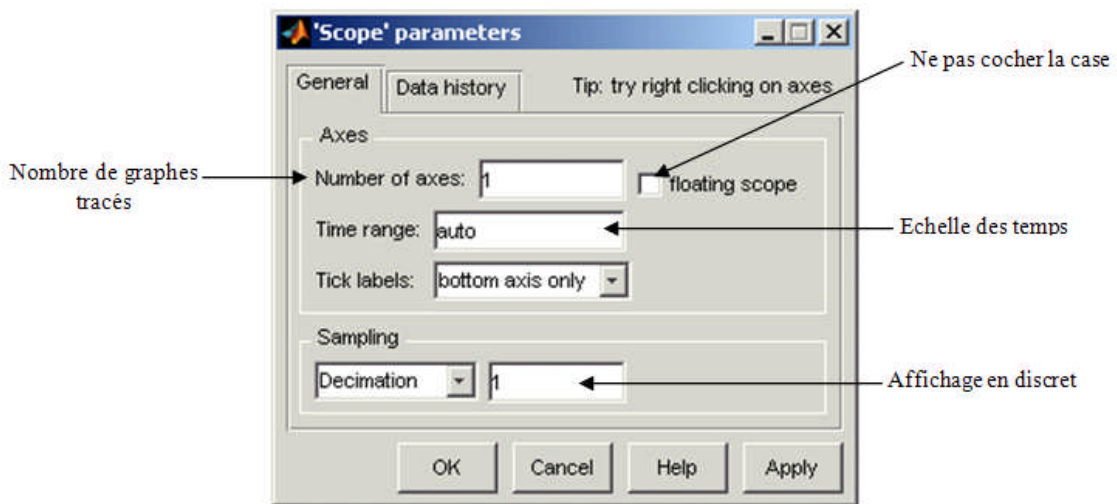 'Scope' parameters
Ne pas cocher la case
General
Data history
Tip: try right clicking on axes
Axes
Nombre de graphes
tracés
Number of axes: 1
floating scope
Time range: auto
Echelle des temps
Tick labels: bottom axis only
Sampling
Decimation 1
Affichage en discret
OK
Cancel
Help
Apply